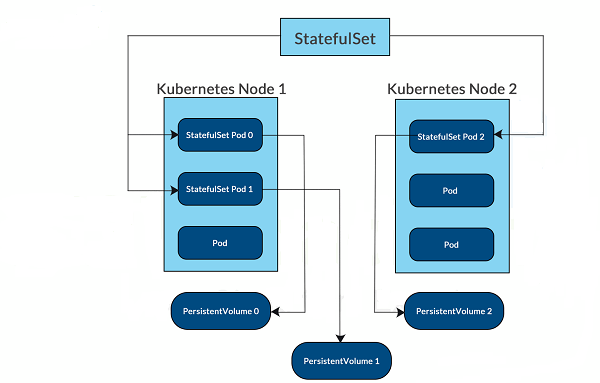 StatefulSet
Kubernetes Node 1
StatefulSet Pod 0
StatefulSet Pod 1
Pod
Kubernetes Node 2
StatefulSet Pod 2
Pod
Pod
PersistentVolume 0
PersistentVolume 1
PersistentVolume 2